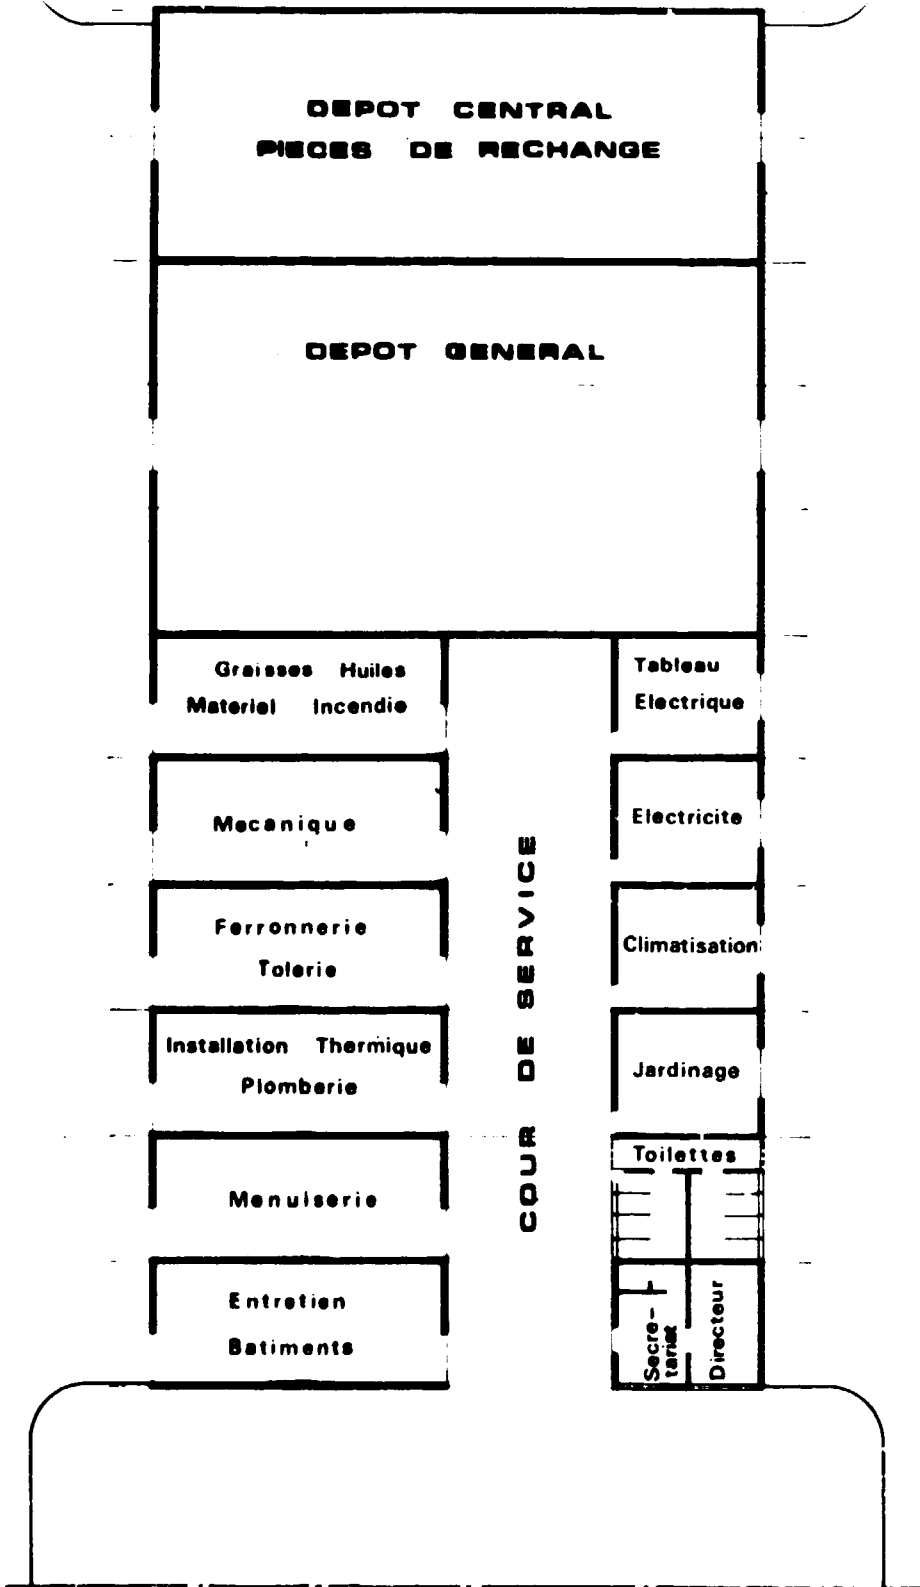 DEPOT CENTRAL
PIECES DE RECHANGE
DEPOT GENERAL
Graisses Huiles
Materiel Incendie
Tableau
Electrique
Mecanique
Electricite
Ferronnerie
Tolerie
Climatisation
Installation Thermique
Plomberie
Jardinage
COUR DE SERVICE
Toilettes
Menuiserie
Entretien
Batiments
Secre-
tariat
Directeur